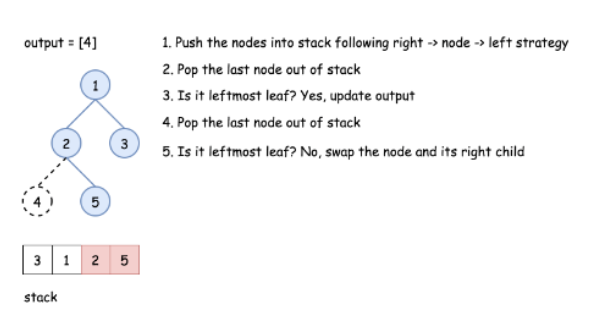 output = [4]
1. Push the nodes into stack following right -> node -> left strategy
2. Pop the last node out of stack
3. Is it leftmost leaf? Yes, update output
4. Pop the last node out of stack
5. Is it leftmost leaf? No, swap the node and its right child
1
2 3
4 5
3 1 2 5
stack